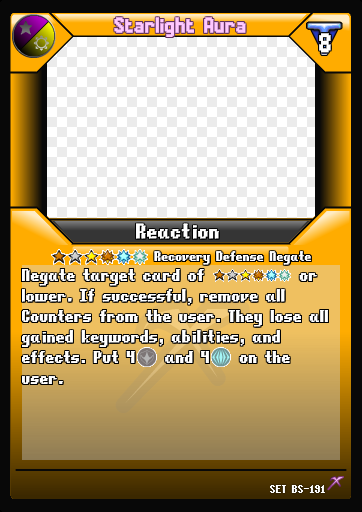 Starlight Aura
8
Reaction
Recovery Defense Negate
Negate target card of or
lower. If successful, remove all
Counters from the user. They lose all
gained keywords, abilities, and
effects. Put 4 and 4 on the
user.
SET BS-191